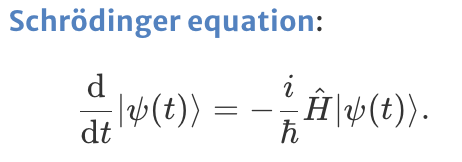 Schrödinger equation:
d/dt |ψ(t)⟩ = −i/ħ Ĥ|ψ(t)⟩.